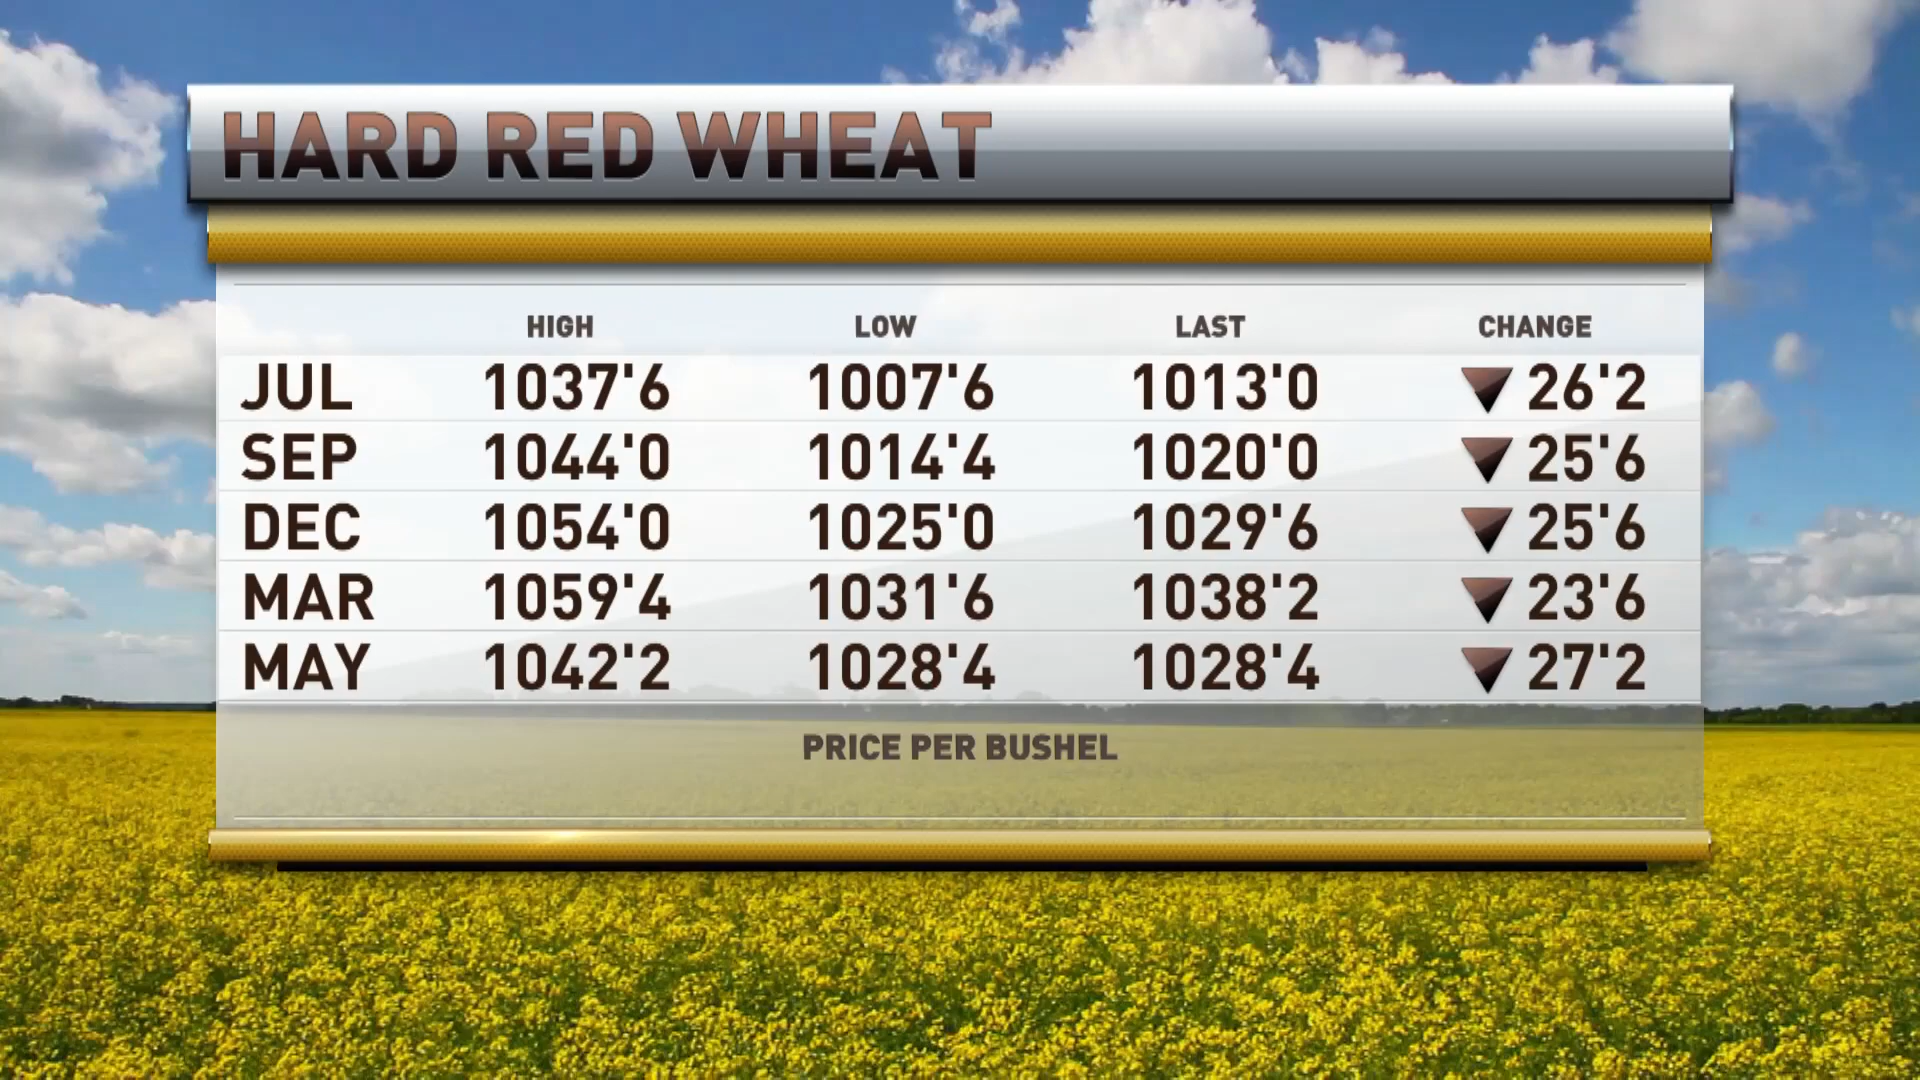 HARD RED WHEAT
HIGH LOW LAST CHANGE
JUL 1037'6 1007'6 1013'0 ▼ 26'2
SEP 1044'0 1014'4 1020'0 ▼ 25'6
DEC 1054'0 1025'0 1029'6 ▼ 25'6
MAR 1059'4 1031'6 1038'2 ▼ 23'6
MAY 1042'2 1028'4 1028'4 ▼ 27'2
PRICE PER BUSHEL